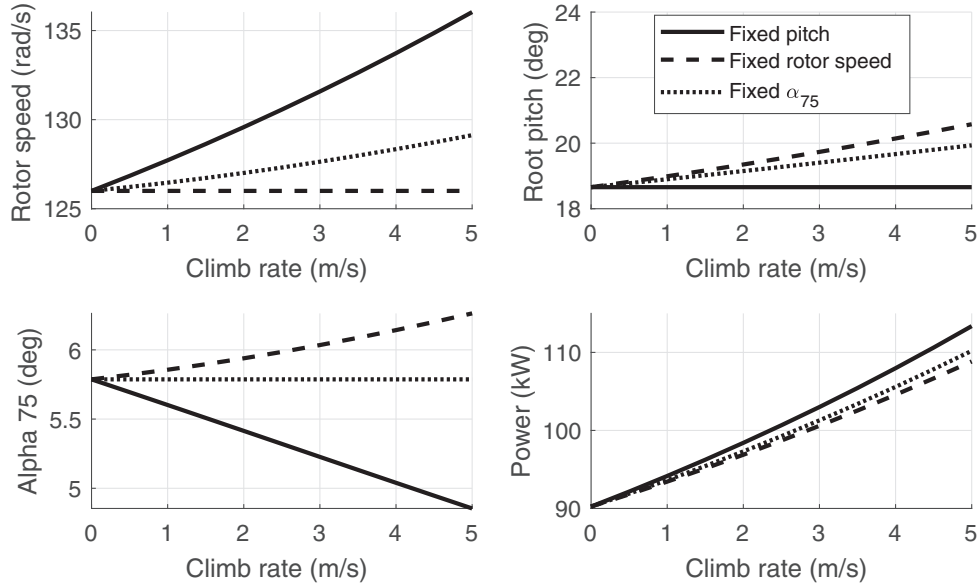 Rotor speed (rad/s)
135
130
125
0 1 2 3 4 5
Climb rate (m/s)
Root pitch (deg)
24
22
20
18
0 1 2 3 4 5
Climb rate (m/s)
Fixed pitch
Fixed rotor speed
Fixed α75
Alpha 75 (deg)
6
5.5
5
0 1 2 3 4 5
Climb rate (m/s)
Power (kW)
110
100
90
0 1 2 3 4 5
Climb rate (m/s)